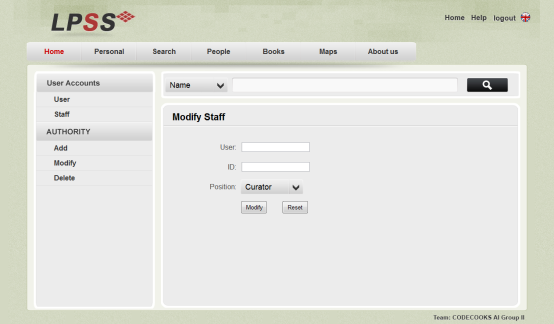 LPSS
Home Help logout
Home Personal Search People Books Maps About us
User Accounts
User
Staff
AUTHORITY
Add
Modify
Delete
Name
Modify Staff
User:
ID:
Position: Curator
Modify Reset
Team: CODECOOKS AI Group II